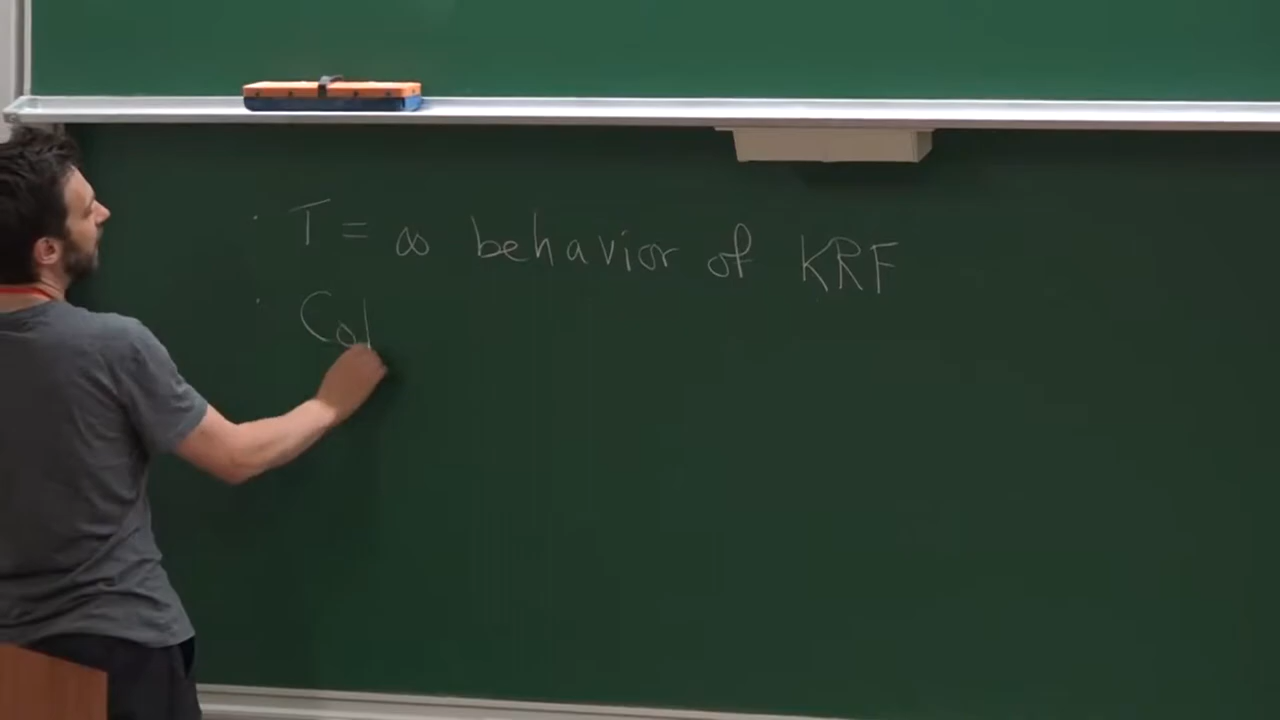 · T = ∞ behavior of KRF
· Col